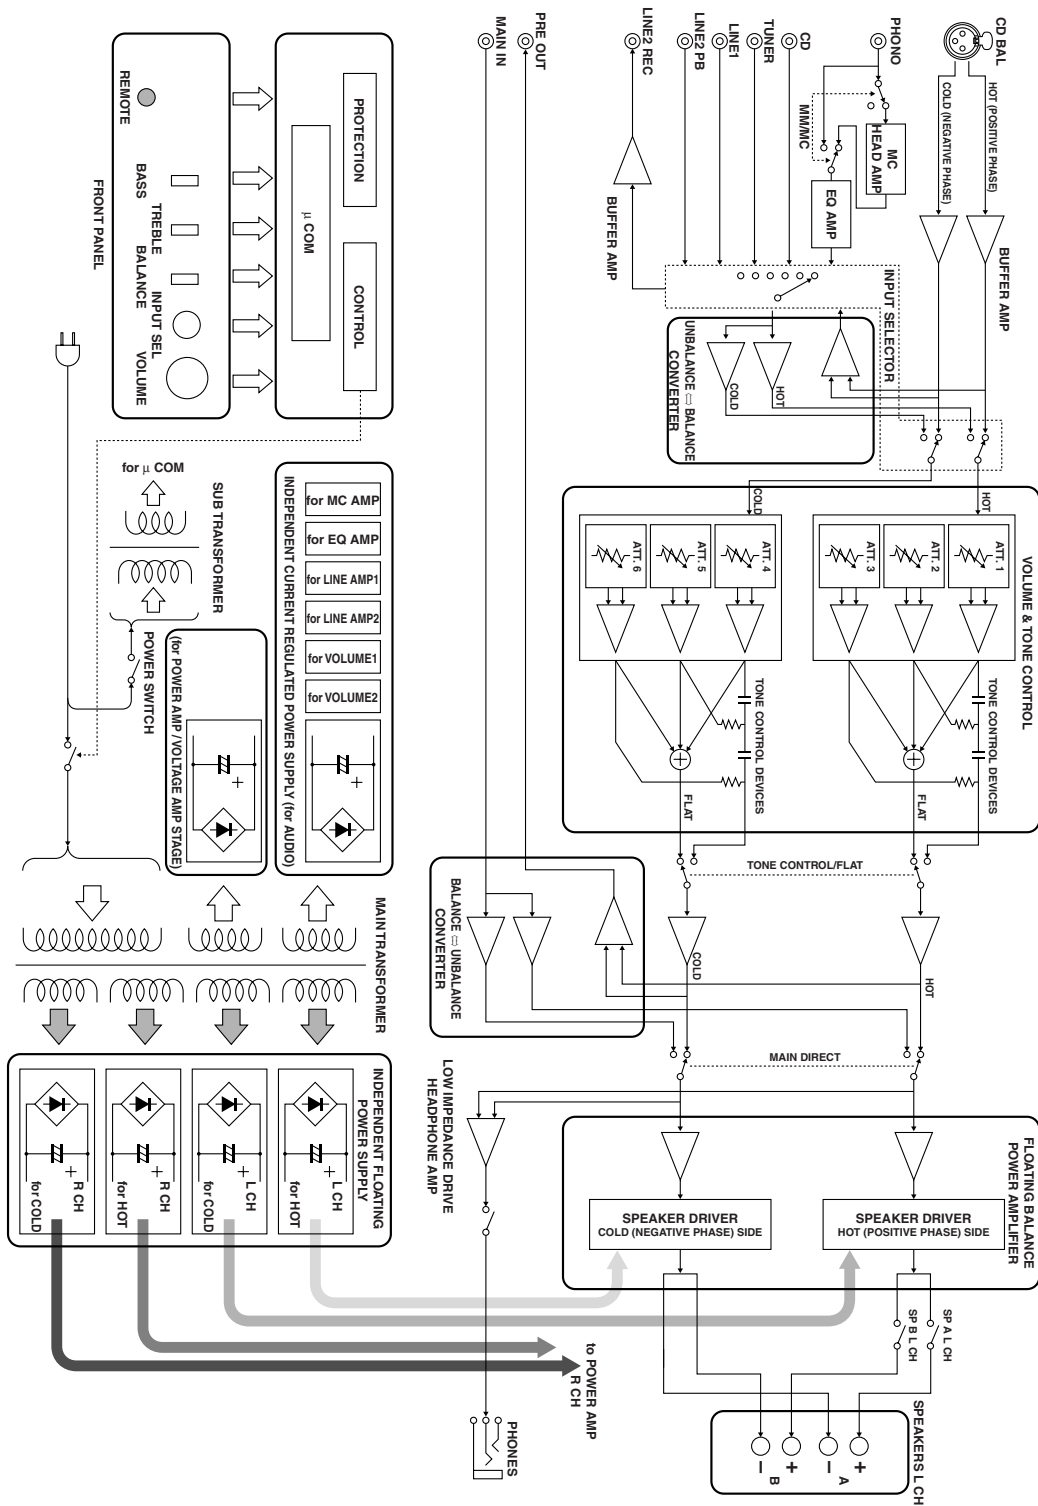 CD BAL
HOT (POSITIVE PHASE)
COLD (NEGATIVE PHASE)
BUFFER AMP
PHONO
MM/MC
MC
HEAD AMP
EQ AMP
INPUT SELECTOR
CD
TUNER
LINE1
LINE2 PB
LINE2 REC
BUFFER AMP
PRE OUT
MAIN IN
UNBALANCE ⇔ BALANCE
CONVERTER
HOT
COLD
HOT
COLD
VOLUME & TONE CONTROL
ATT. 1
ATT. 2
ATT. 3
ATT. 4
ATT. 5
ATT. 6
TONE CONTROL DEVICES
TONE CONTROL DEVICES
FLAT
FLAT
TONE CONTROL/FLAT
BALANCE ⇔ UNBALANCE
CONVERTER
HOT
COLD
MAIN DIRECT
LOW IMPEDANCE DRIVE
HEADPHONE AMP
FLOATING BALANCE
POWER AMPLIFIER
SPEAKER DRIVER
HOT (POSITIVE PHASE) SIDE
SPEAKER DRIVER
COLD (NEGATIVE PHASE) SIDE
SP A L CH
SP B L CH
SPEAKERS L CH
+
−
A
+
−
B
PHONES
to POWER AMP
R CH
PROTECTION
CONTROL
μ COM
REMOTE
BASS
TREBLE
BALANCE
INPUT SEL
VOLUME
FRONT PANEL
for μ COM
SUB TRANSFORMER
POWER SWITCH
for MC AMP
for EQ AMP
for LINE AMP1
for LINE AMP2
for VOLUME1
for VOLUME2
+
INDEPENDENT CURRENT REGULATED POWER SUPPLY (for AUDIO)
+
(for POWER AMP / VOLTAGE AMP STAGE)
MAIN TRANSFORMER
INDEPENDENT FLOATING
POWER SUPPLY
+
L CH
for HOT
+
L CH
for COLD
+
R CH
for HOT
+
R CH
for COLD